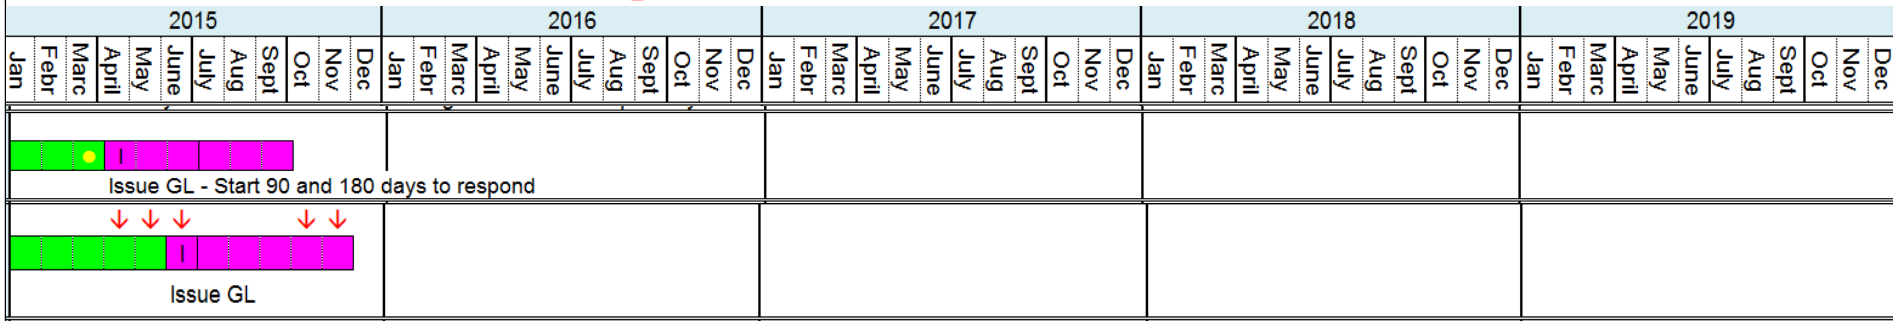 2015 2016 2017 2018 2019
Jan Febr Marc April May June July Aug Sept Oct Nov Dec Jan Febr Marc April May June July Aug Sept Oct Nov Dec Jan Febr Marc April May June July Aug Sept Oct Nov Dec Jan Febr Marc April May June July Aug Sept Oct Nov Dec Jan Febr Marc April May June July Aug Sept Oct Nov Dec
Issue GL - Start 90 and 180 days to respond
Issue GL